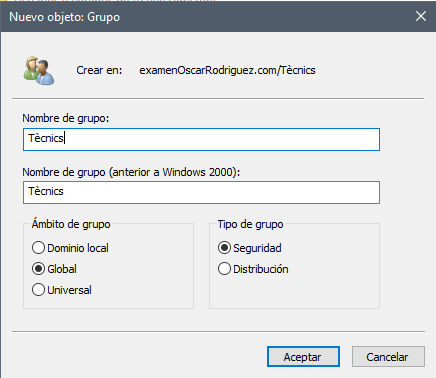 Nuevo objeto: Grupo
Crear en: examenOscarRodriguez.com/Tècnics
Nombre de grupo:
Tècnics
Nombre de grupo (anterior a Windows 2000):
Tècnics
Ámbito de grupo
Dominio local
Global
Universal
Tipo de grupo
Seguridad
Distribución
Aceptar
Cancelar